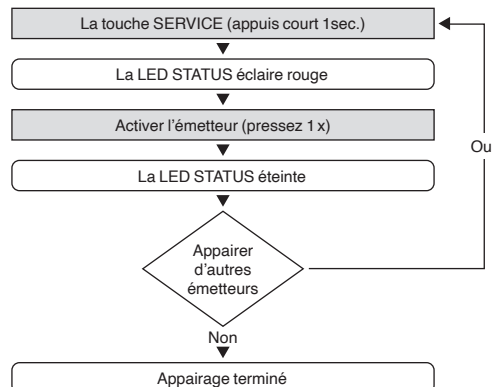 La touche SERVICE (appuis court 1sec.)
La LED STATUS éclaire rouge
Activer l'émetteur (pressez 1 x)
La LED STATUS éteinte
Appairer
d'autres
émetteurs
Ou
Non
Appairage terminé